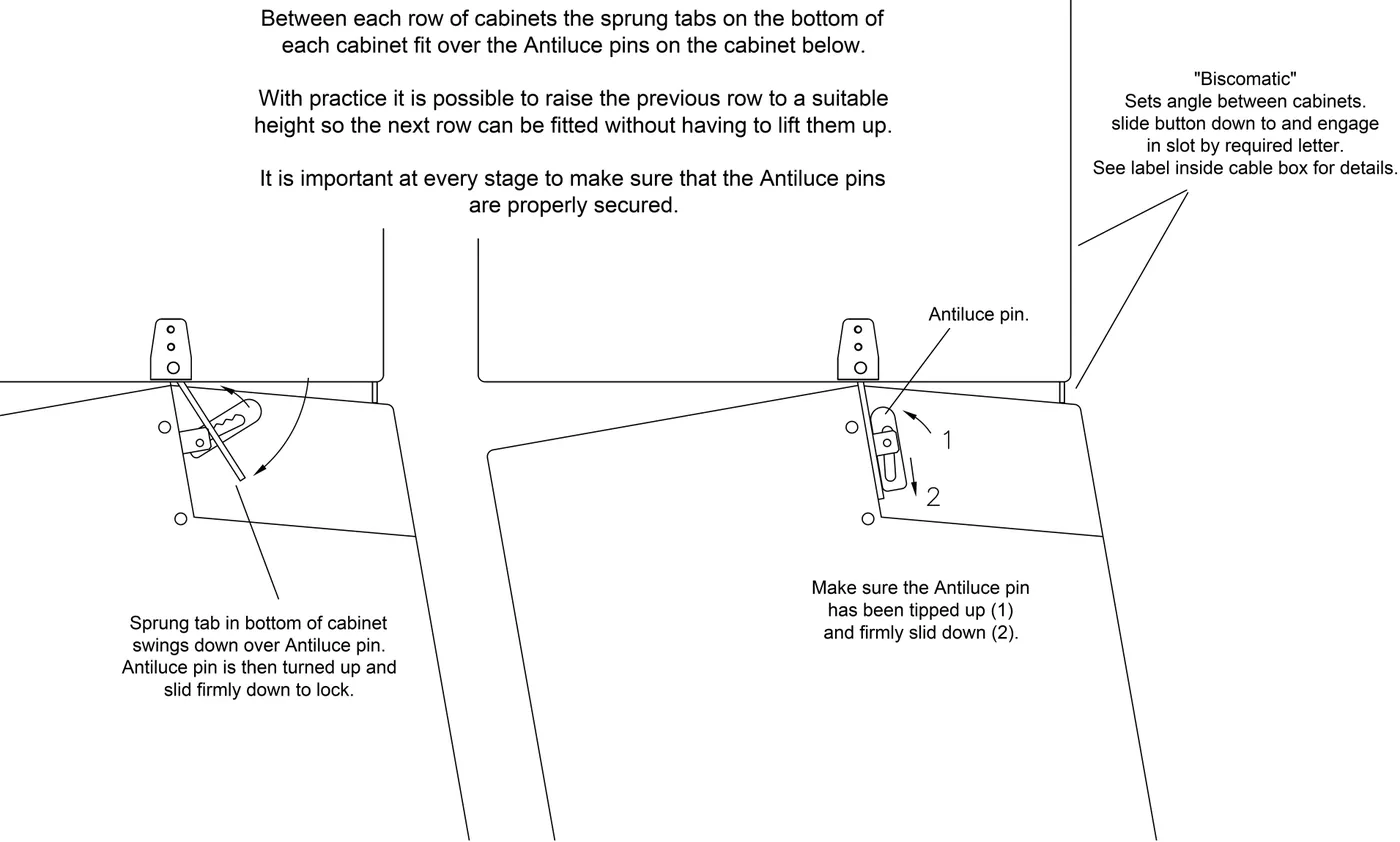 Between each row of cabinets the sprung tabs on the bottom of
each cabinet fit over the Antiluce pins on the cabinet below.
With practice it is possible to raise the previous row to a suitable
height so the next row can be fitted without having to lift them up.
It is important at every stage to make sure that the Antiluce pins
are properly secured.
"Biscomatic"
Sets angle between cabinets.
slide button down to and engage
in slot by required letter.
See label inside cable box for details.
Antiluce pin.
1
2
Sprung tab in bottom of cabinet
swings down over Antiluce pin.
Antiluce pin is then turned up and
slid firmly down to lock.
Make sure the Antiluce pin
has been tipped up (1)
and firmly slid down (2).